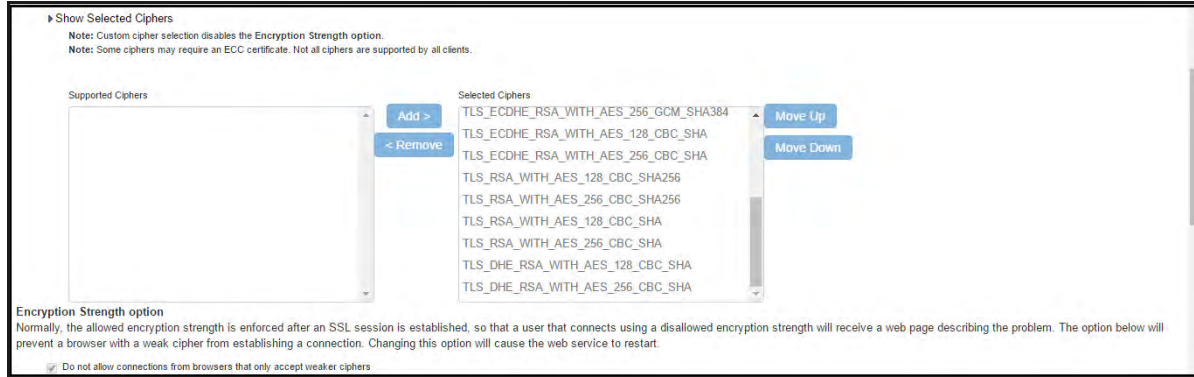 Show Selected Ciphers
Note: Custom cipher selection disables the Encryption Strength option.
Note: Some ciphers may require an ECC certificate. Not all ciphers are supported by all clients.
Supported Ciphers
Add >
< Remove
Selected Ciphers
TLS_ECDHE_RSA_WITH_AES_256_GCM_SHA384
TLS_ECDHE_RSA_WITH_AES_128_CBC_SHA
TLS_ECDHE_RSA_WITH_AES_256_CBC_SHA
TLS_RSA_WITH_AES_128_CBC_SHA256
TLS_RSA_WITH_AES_256_CBC_SHA256
TLS_RSA_WITH_AES_128_CBC_SHA
TLS_RSA_WITH_AES_256_CBC_SHA
TLS_DHE_RSA_WITH_AES_128_CBC_SHA
TLS_DHE_RSA_WITH_AES_256_CBC_SHA
Move Up
Move Down
Encryption Strength option
Normally, the allowed encryption strength is enforced after an SSL session is established, so that a user that connects using a disallowed encryption strength will receive a web page describing the problem. The option below will
prevent a browser with a weak cipher from establishing a connection. Changing this option will cause the web service to restart.
Do not allow connections from browsers that only accept weaker ciphers